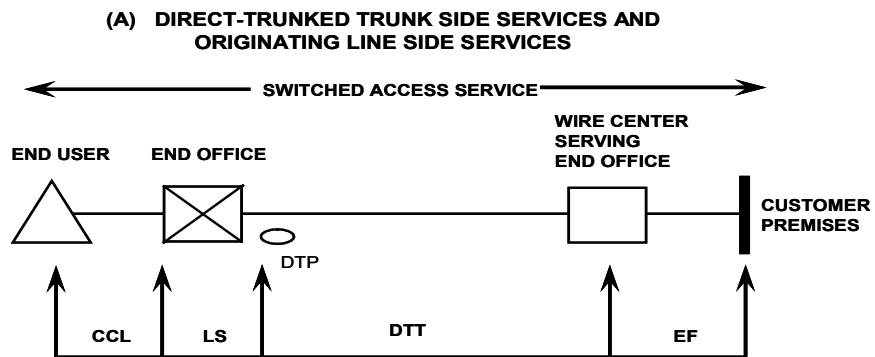 (A) DIRECT-TRUNKED TRUNK SIDE SERVICES AND
ORIGINATING LINE SIDE SERVICES
SWITCHED ACCESS SERVICE
WIRE CENTER
SERVING
END OFFICE
END USER
END OFFICE
CUSTOMER
PREMISES
DTP
CCL
LS
DTT
EF